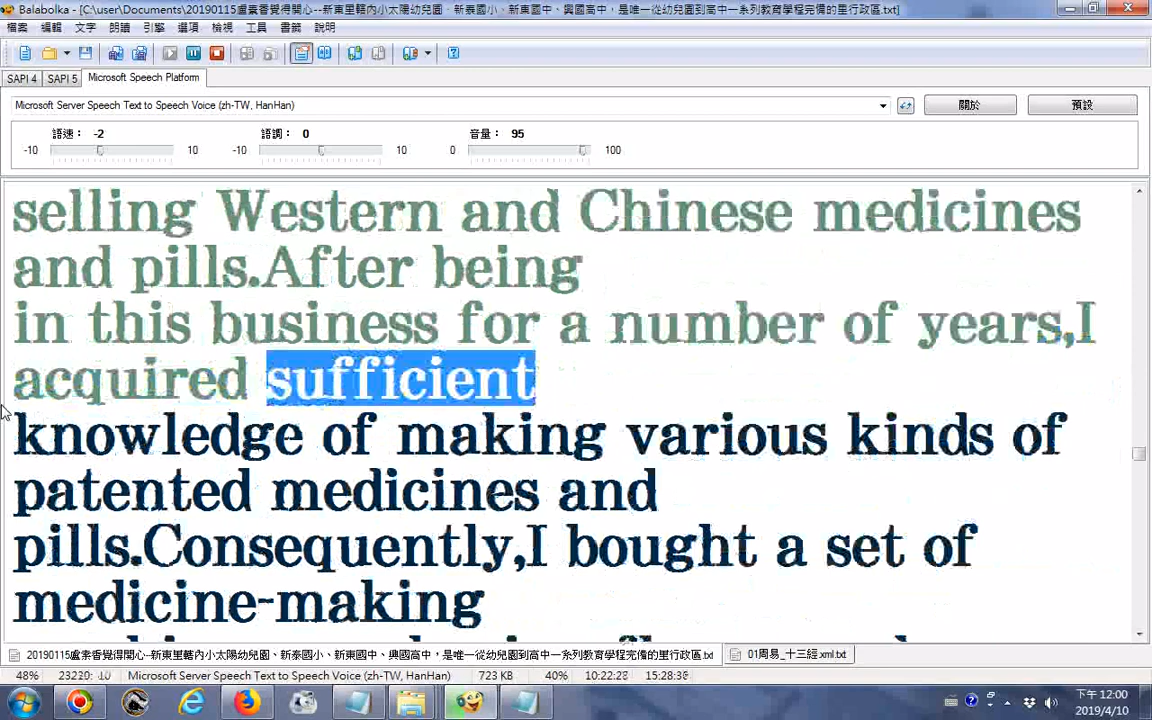 Balabolka - [C:\user\Documents\20190115盧素香覺得開心--新東里轄內小太陽幼兒園、新泰國小、新東國中、興國高中，是唯一從幼兒園到高中一系列教育學程完備的里行政區.txt]
檔案 編輯 文字 朗讀 引擎 選項 檢視 工具 書籤 說明
SAPI 4 SAPI 5 Microsoft Speech Platform
Microsoft Server Speech Text to Speech Voice (zh-TW, HanHan) 關於 預設
語速： -2 語調： 0 音量： 95
-10 10 -10 10 0 100
selling Western and Chinese medicines
and pills.After being
in this business for a number of years,I
acquired sufficient
knowledge of making various kinds of
patented medicines and
pills.Consequently,I bought a set of
medicine-making
20190115盧素香覺得開心--新東里轄內小太陽幼兒園、新泰國小、新東國中、興國高中，是唯一從幼兒園到高中一系列教育學程完備的里行政區.txt 01周易_十三經.xml.txt
48% 23220: 10 Microsoft Server Speech Text to Speech Voice (zh-TW, HanHan) 723 KB 40% 10:22:28
下午 12:00
2019/4/10